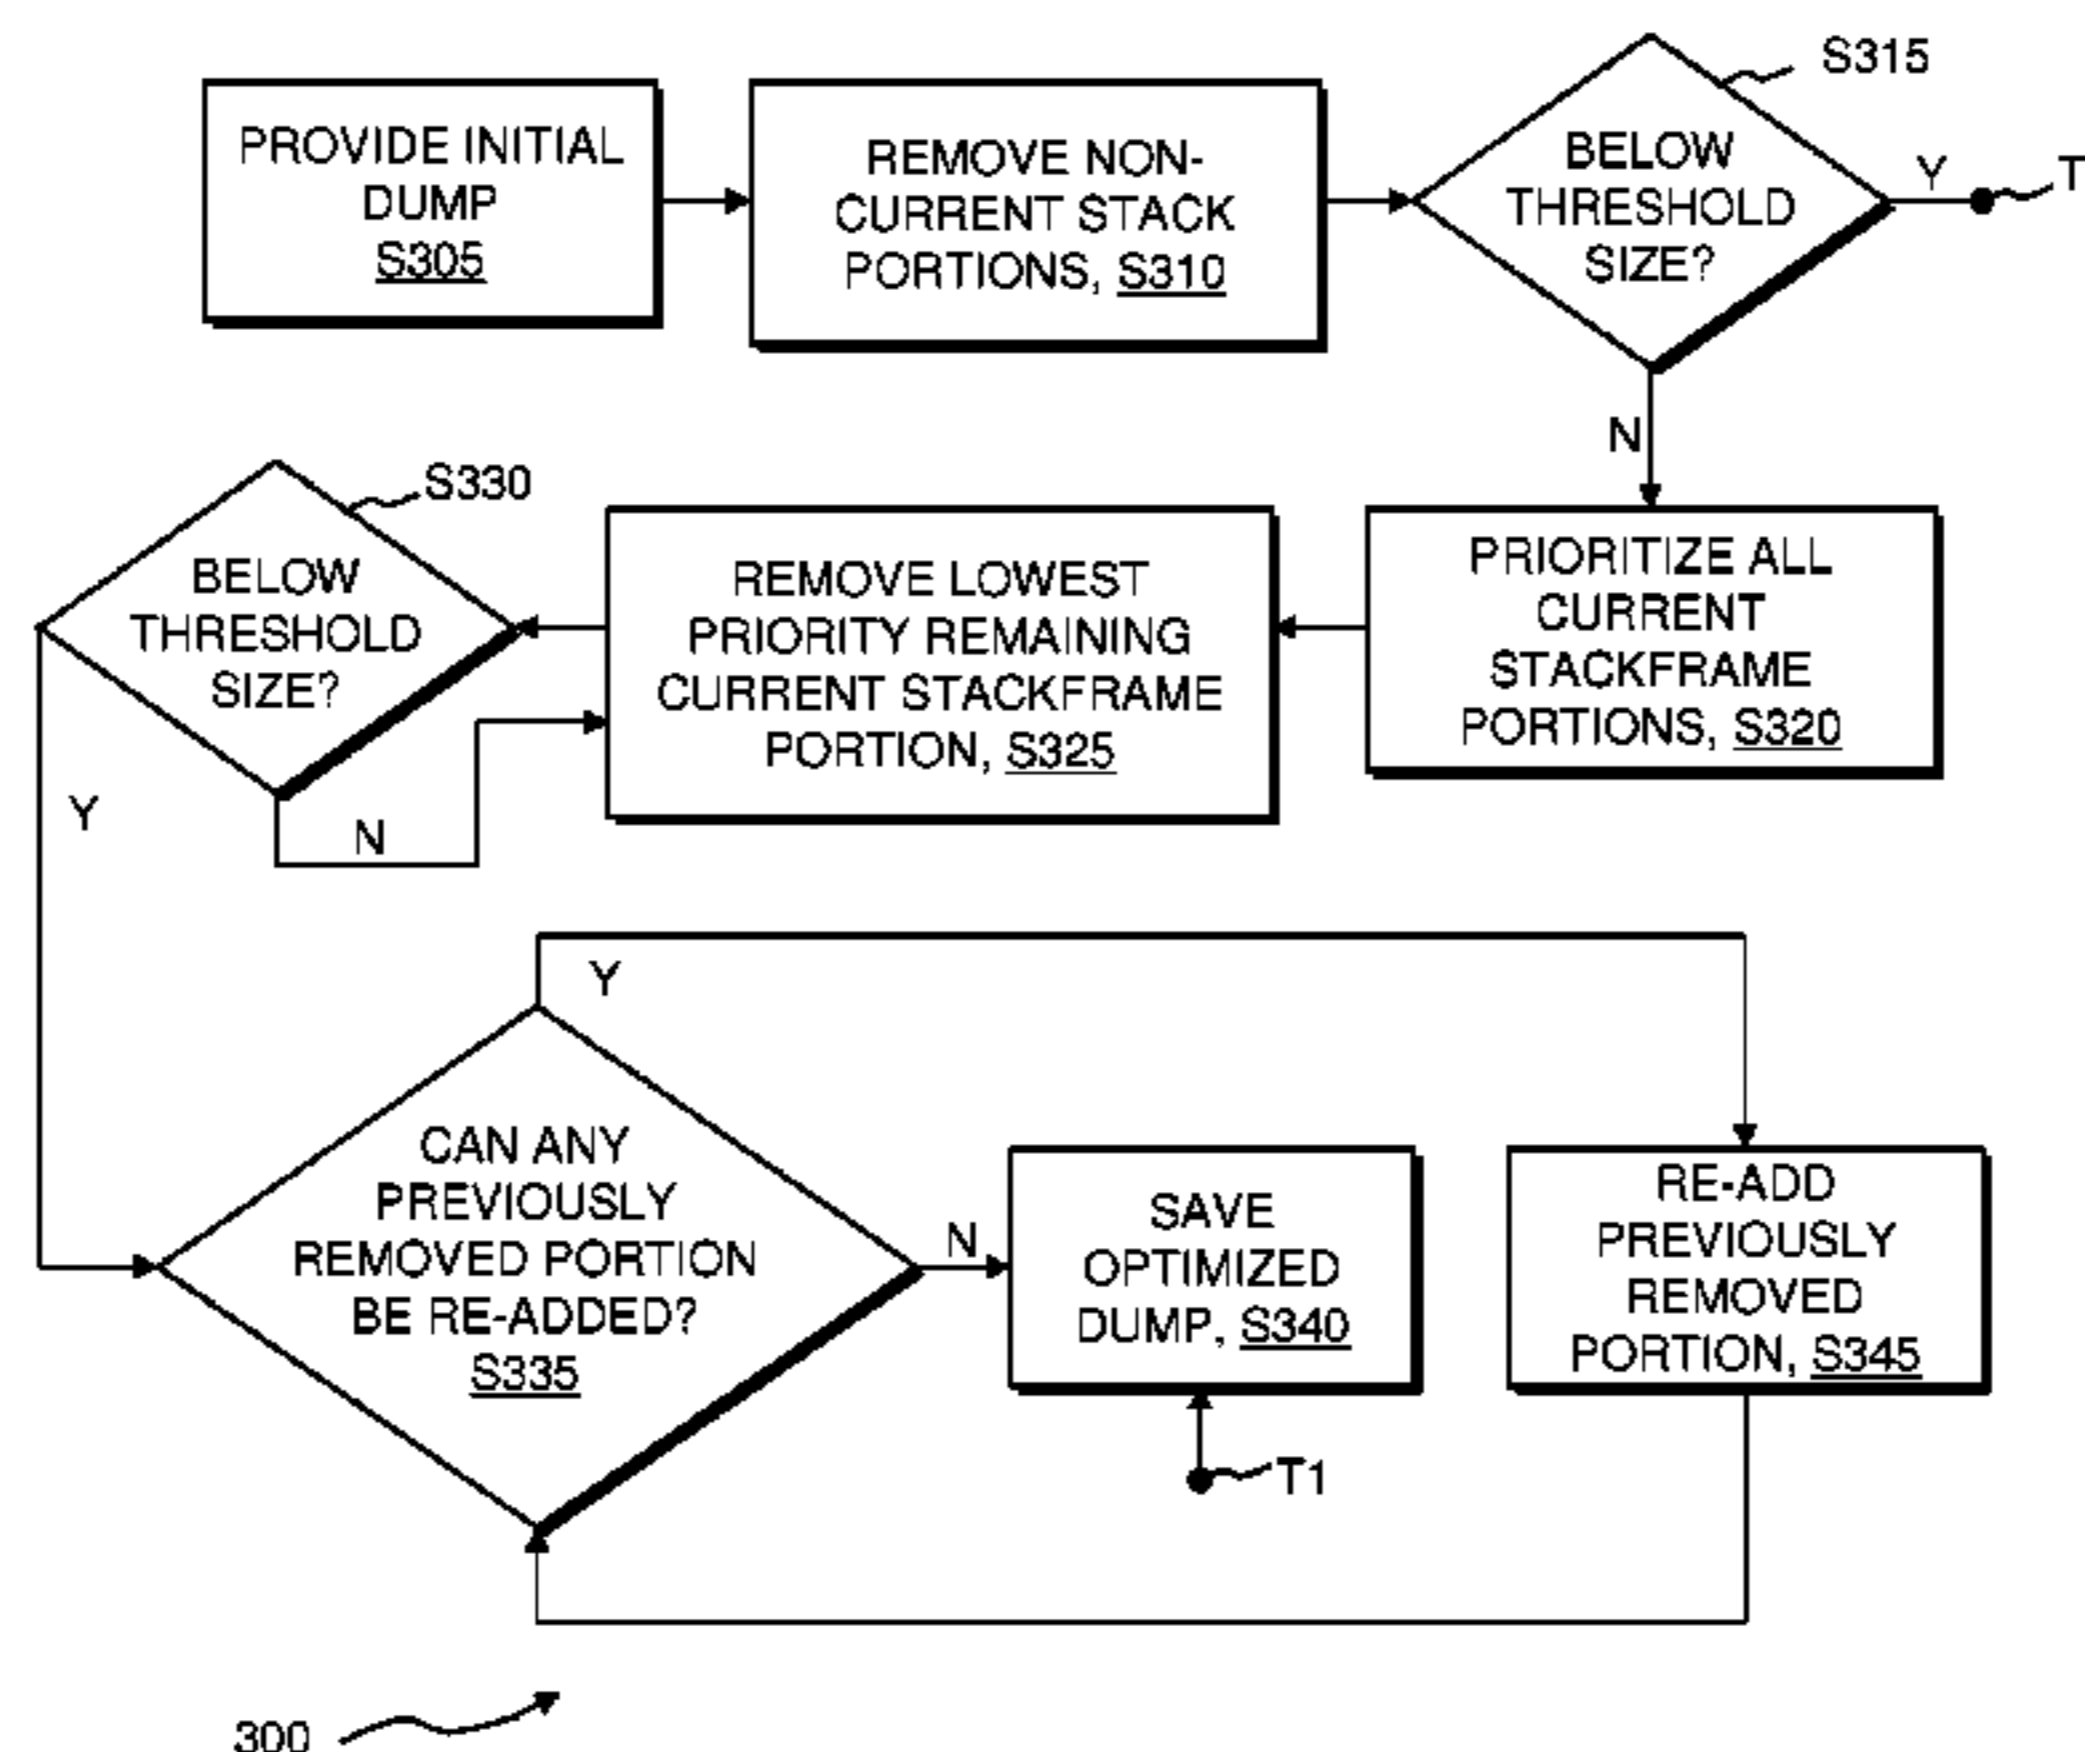 S315
PROVIDE INITIAL
DUMP
S305
REMOVE NON-
CURRENT STACK
PORTIONS, S310
BELOW
THRESHOLD
SIZE?
Y
T
N
S330
BELOW
THRESHOLD
SIZE?
REMOVE LOWEST
PRIORITY REMAINING
CURRENT STACKFRAME
PORTION, S325
PRIORITIZE ALL
CURRENT
STACKFRAME
PORTIONS, S320
Y
N
Y
CAN ANY
PREVIOUSLY
REMOVED PORTION
BE RE-ADDED?
S335
N
SAVE
OPTIMIZED
DUMP, S340
RE-ADD
PREVIOUSLY
REMOVED
PORTION, S345
T1
300